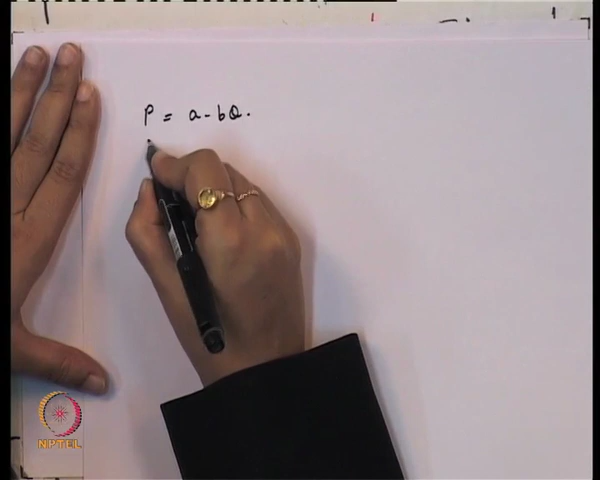 P = a - bQ.
NPTEL